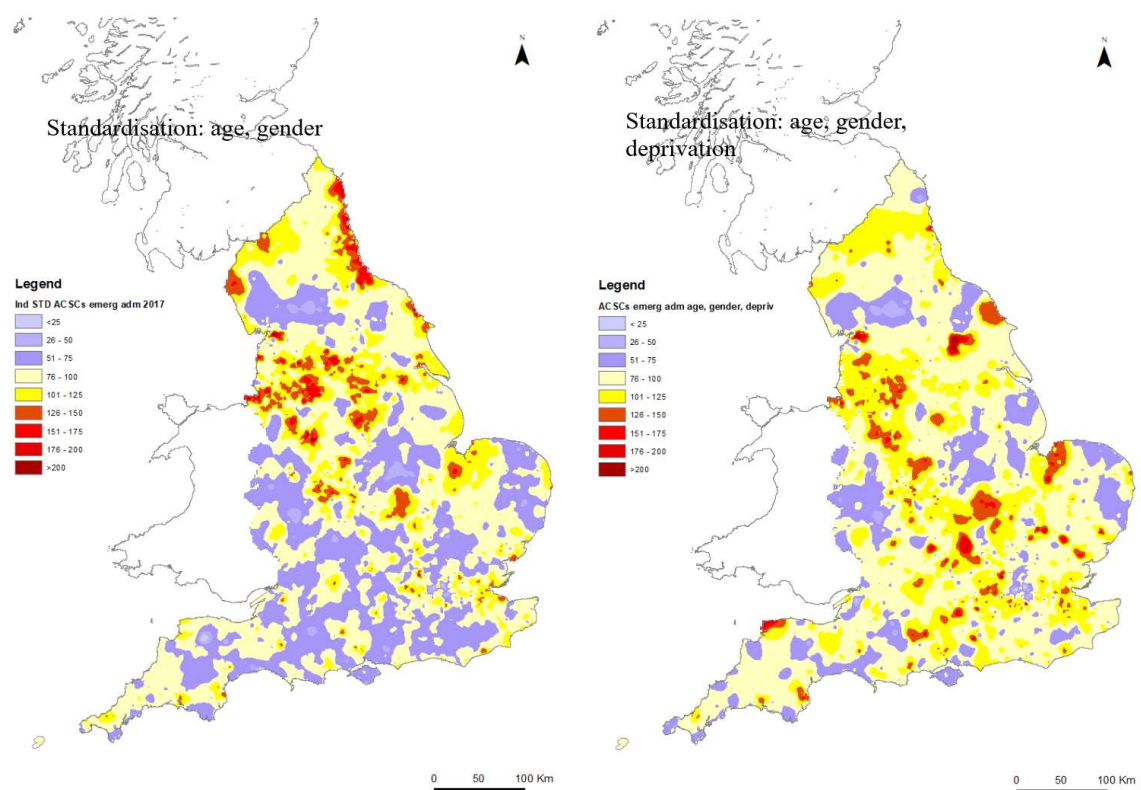 N
Standardisation: age, gender
Legend
Ind STD ACSCs emerg adm 2017
<25
26 - 50
51 - 75
76 - 100
101 - 125
126 - 150
151 - 175
176 - 200
>200
0 50 100 Km
N
Standardisation: age, gender,
deprivation
Legend
ACSCs emerg adm age, gender, depriv
< 25
26 - 50
51 - 75
76 - 100
101 - 125
126 - 150
151 - 175
176 - 200
>200
0 50 100 Km